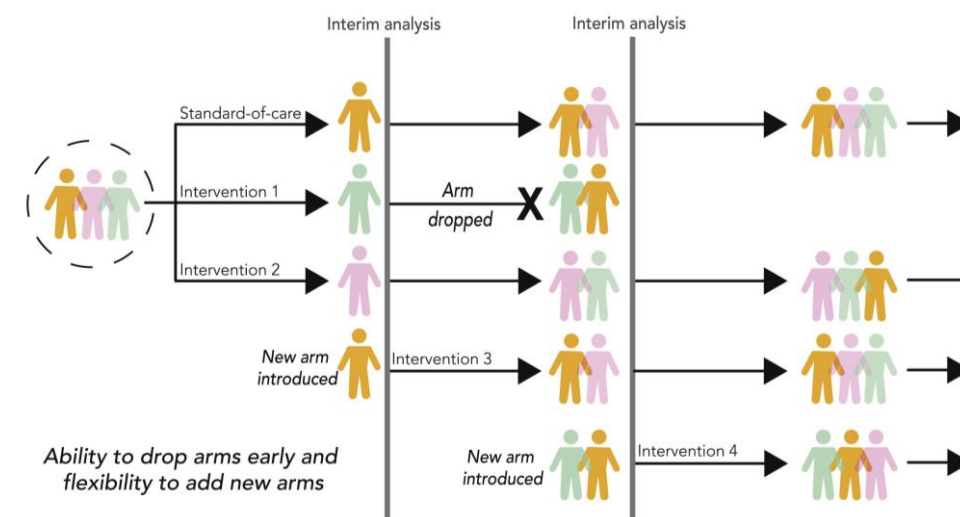 Interim analysis
Interim analysis
Standard-of-care
Intervention 1
Arm
dropped
X
Intervention 2
New arm
introduced
Intervention 3
Ability to drop arms early and
flexibility to add new arms
New arm
introduced
Intervention 4